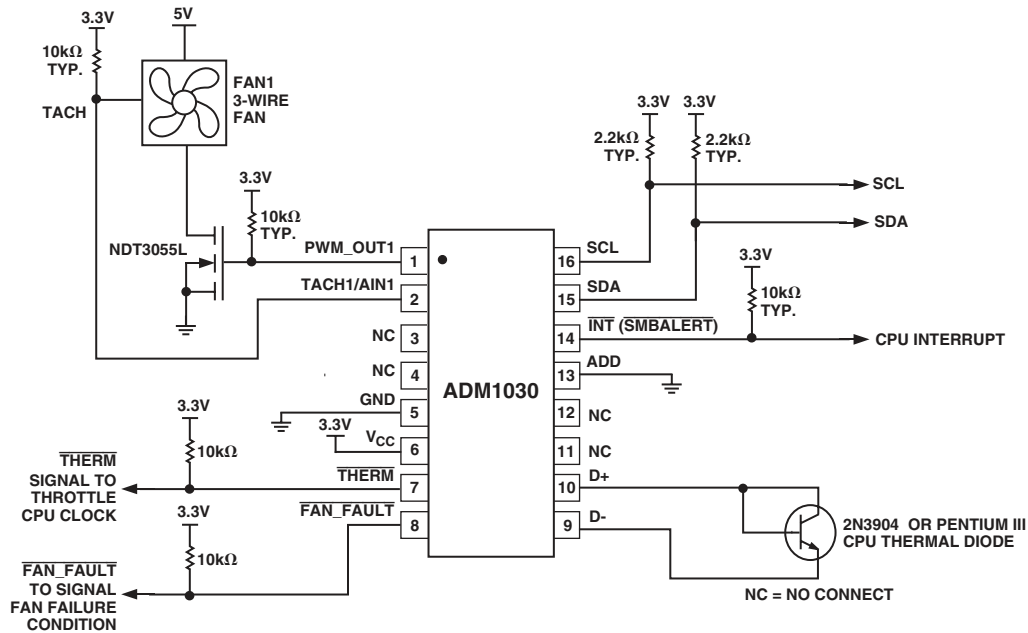 3.3V
10kΩ
TYP.
TACH
5V
FAN1
3-WIRE
FAN
3.3V
10kΩ
TYP.
NDT3055L
PWM_OUT1
TACH1/AIN1
NC
NC
GND
3.3V
VCC
THERM
FAN_FAULT
1
2
3
4
5
6
7
8
ADM1030
16
15
14
13
12
11
10
9
SCL
SDA
INT (SMBALERT)
ADD
NC
NC
D+
D-
3.3V
2.2kΩ
TYP.
3.3V
2.2kΩ
TYP.
SCL
SDA
3.3V
10kΩ
TYP.
CPU INTERRUPT
3.3V
10kΩ
THERM
SIGNAL TO
THROTTLE
CPU CLOCK
3.3V
10kΩ
FAN_FAULT
TO SIGNAL
FAN FAILURE
CONDITION
2N3904 OR PENTIUM III
CPU THERMAL DIODE
NC = NO CONNECT